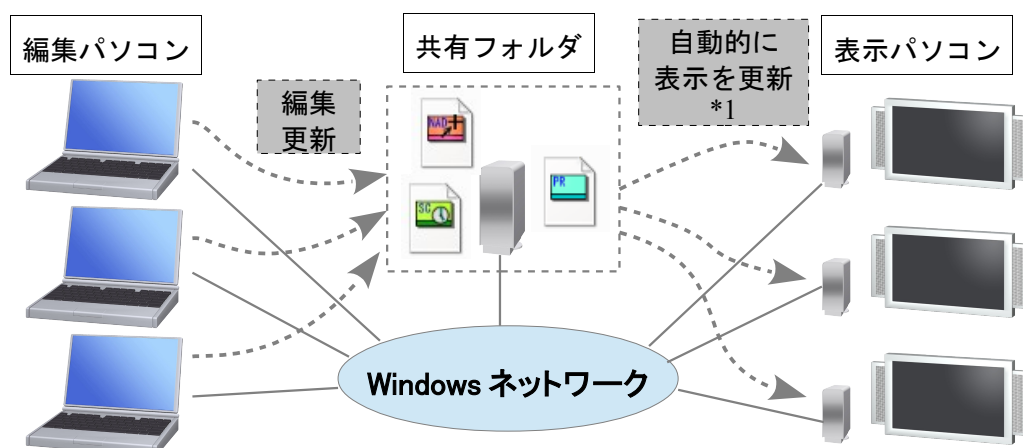 編集パソコン
共有フォルダ
自動的に
表示を更新
*1
表示パソコン
編集
更新
NAD
SC
PR
Windows ネットワーク